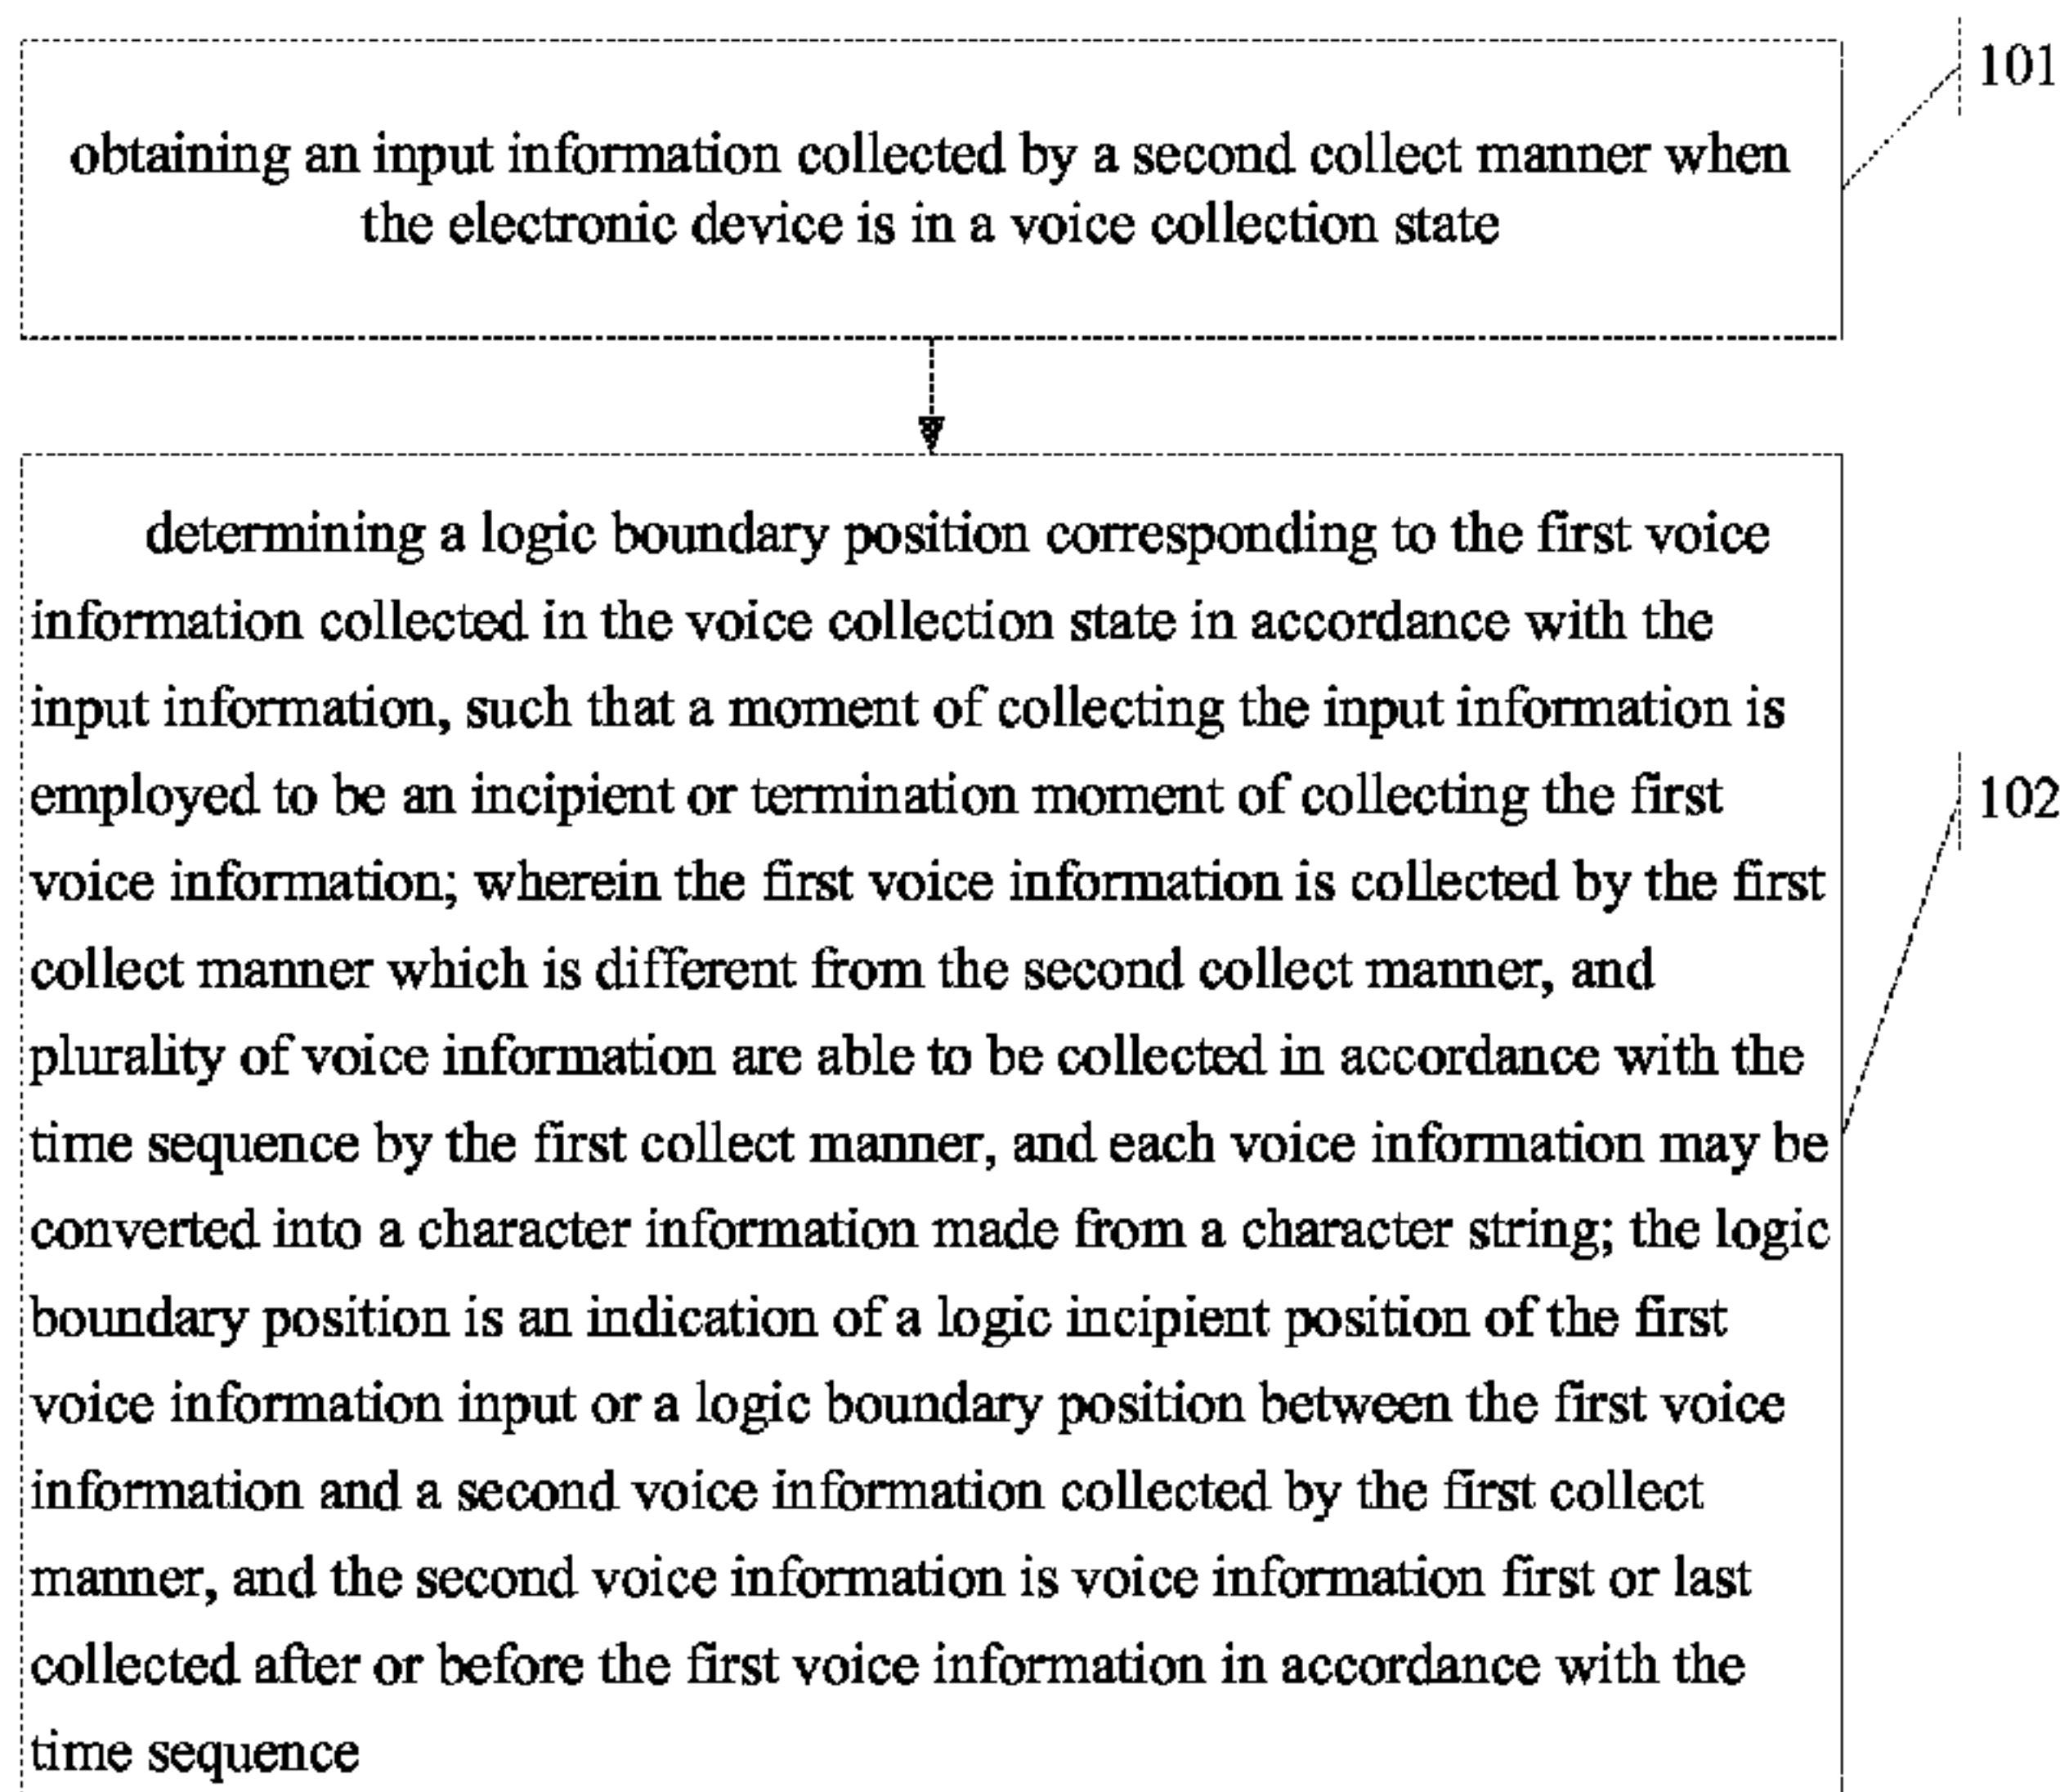 101
obtaining an input information collected by a second collect manner when
the electronic device is in a voice collection state
determining a logic boundary position corresponding to the first voice
information collected in the voice collection state in accordance with the
input information, such that a moment of collecting the input information is
employed to be an incipient or termination moment of collecting the first
voice information; wherein the first voice information is collected by the first
collect manner which is different from the second collect manner, and
plurality of voice information are able to be collected in accordance with the
time sequence by the first collect manner, and each voice information may be
converted into a character information made from a character string; the logic
boundary position is an indication of a logic incipient position of the first
voice information input or a logic boundary position between the first voice
information and a second voice information collected by the first collect
manner, and the second voice information is voice information first or last
collected after or before the first voice information in accordance with the
time sequence
102